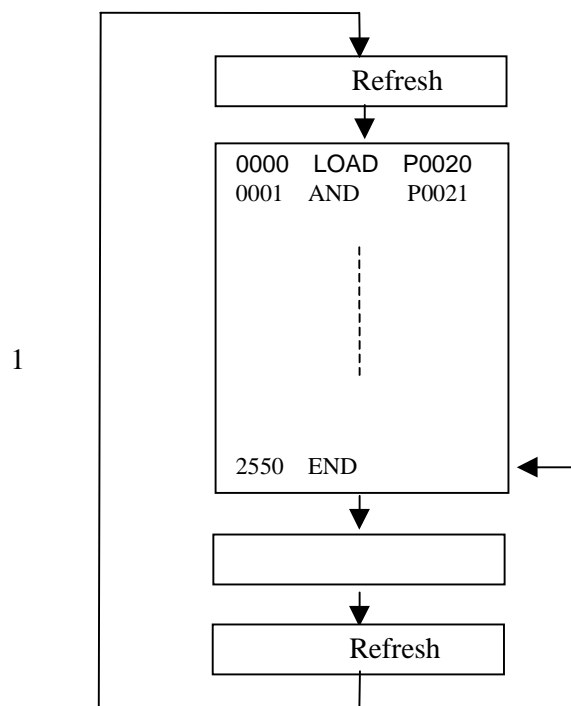 Refresh
0000 LOAD P0020
0001 AND P0021
1
2550 END
Refresh